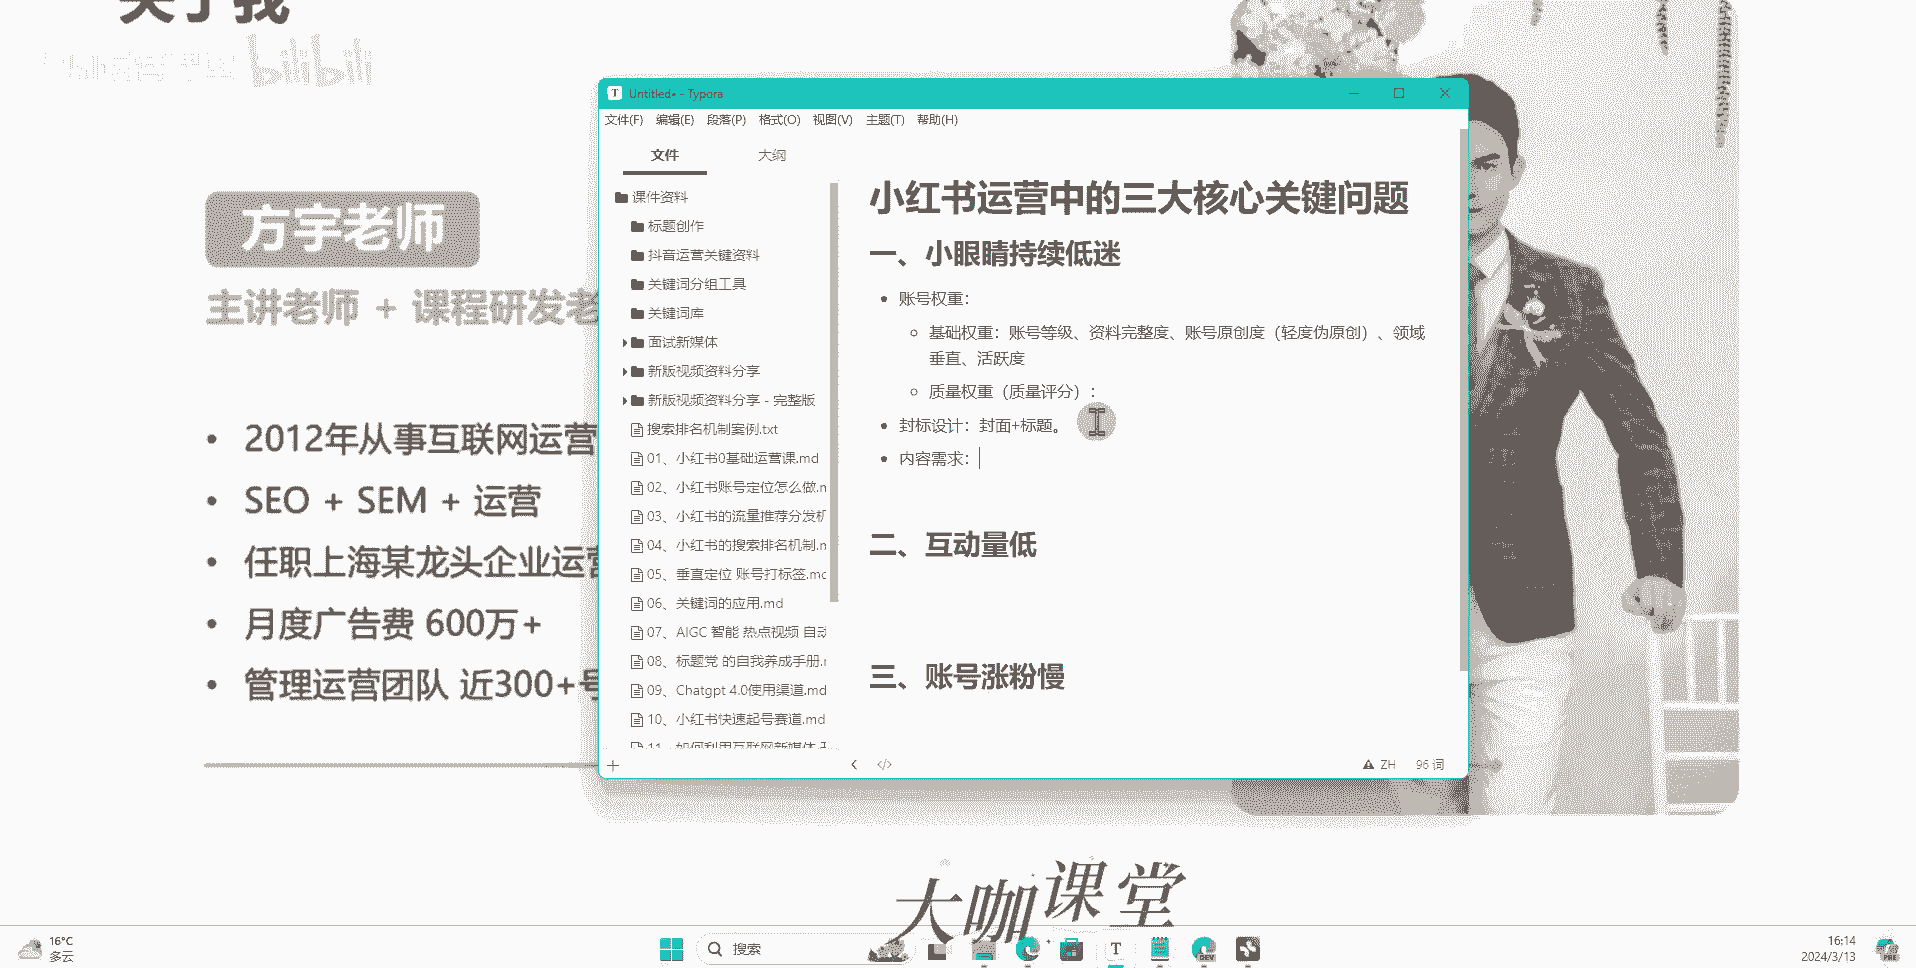 关于我
bilibili
方宇老师
主讲老师 + 课程研发老
• 2012年从事互联网运营
• SEO + SEM + 运营
• 任职上海某龙头企业运营
• 月度广告费 600万+
• 管理运营团队 近300+号
Untitled• - Typora
文件(F) 编辑(E) 段落(P) 格式(O) 视图(V) 主题(T) 帮助(H)
文件 大纲
课件资料
标题创作
抖音运营关键资料
关键词分组工具
关键词库
面试新媒体
新版视频资料分享
新版视频资料分享 - 完整版
搜索排名机制案例.txt
01、小红书0基础运营课.md
02、小红书账号定位怎么做.m
03、小红书的流量推荐分发机
04、小红书的搜索排名机制.m
05、垂直定位 账号打标签.md
06、关键词的应用.md
07、AIGC 智能 热点视频 自动
08、标题党 的自我养成手册.m
09、Chatgpt 4.0使用渠道.md
10、小红书快速起号赛道.md
11、如何利用互联网新媒体
小红书运营中的三大核心关键问题
一、小眼睛持续低迷
• 账号权重：
○ 基础权重：账号等级、资料完整度、账号原创度（轻度伪原创）、领域
垂直、活跃度
○ 质量权重（质量评分）：
• 封标设计：封面+标题。
• 内容需求：
二、互动量低
三、账号涨粉慢
ZH 96 词
大咖课堂
16°C
多云
搜索
T
DEV
16:14
2024/3/13
PRE